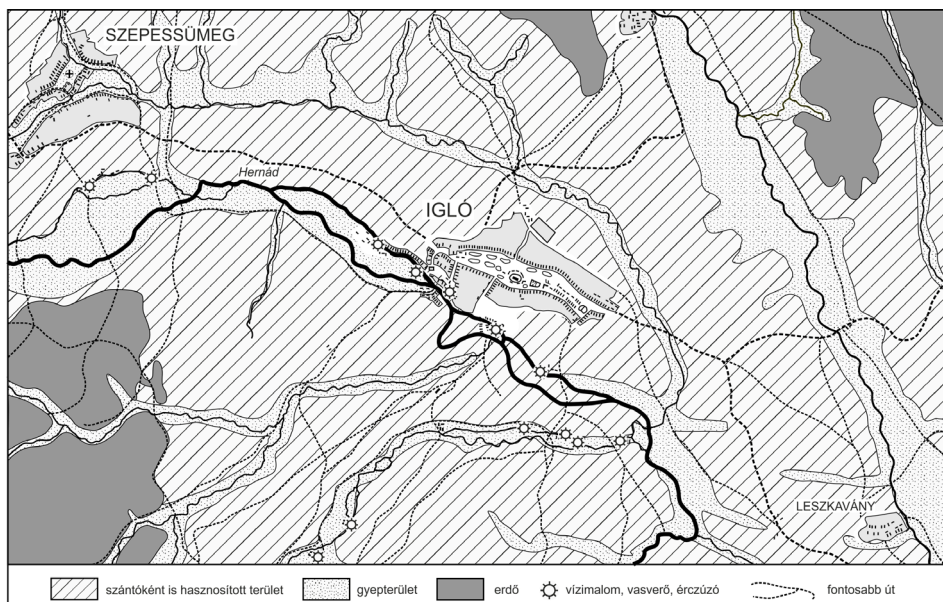 SZEPESSÜMEG
Hernád
IGLÓ
LESZKAVÁNY
szántóként is hasznosított terület
gyepterület
erdő
vízimalom, vasverő, érczúzó
fontosabb út